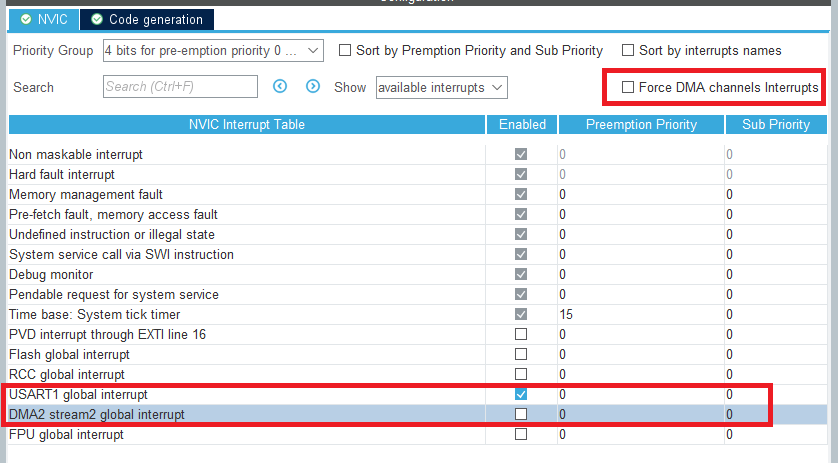 NVIC Code generation
Priority Group 4 bits for pre-emption priority 0 ... Sort by Premption Priority and Sub Priority Sort by interrupts names
Search Search (Ctrl+F) Show available interrupts Force DMA channels Interrupts
NVIC Interrupt Table Enabled Preemption Priority Sub Priority
Non maskable interrupt 0 0
Hard fault interrupt 0 0
Memory management fault 0 0
Pre-fetch fault, memory access fault 0 0
Undefined instruction or illegal state 0 0
System service call via SWI instruction 0 0
Debug monitor 0 0
Pendable request for system service 0 0
Time base: System tick timer 15 0
PVD interrupt through EXTI line 16 0 0
Flash global interrupt 0 0
RCC global interrupt 0 0
USART1 global interrupt 0 0
DMA2 stream2 global interrupt 0 0
FPU global interrupt 0 0